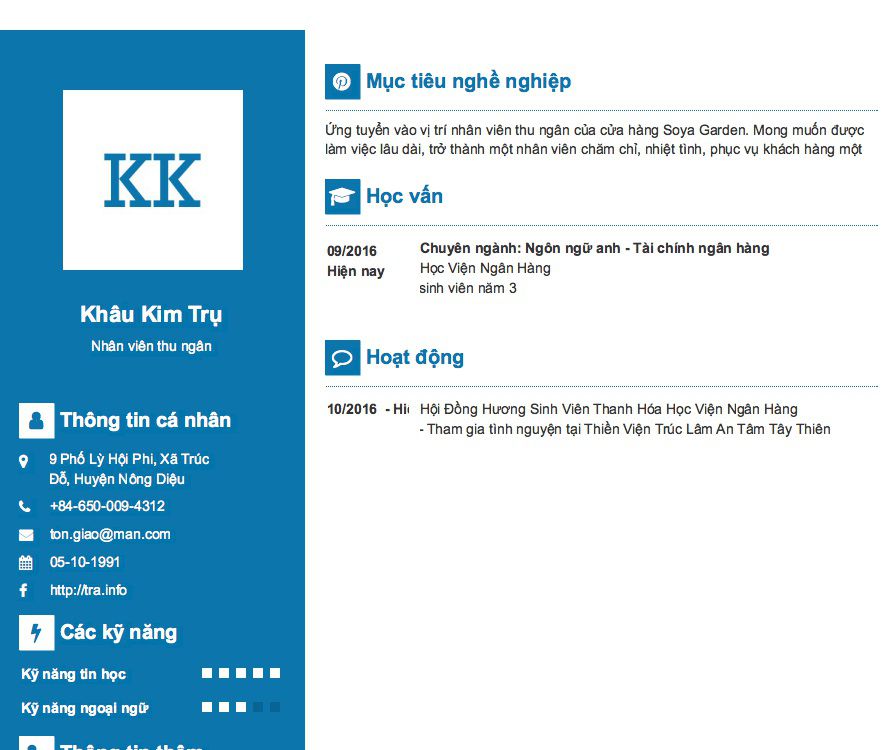 KK
Khâu Kim Trụ
Nhân viên thu ngân
Thông tin cá nhân
9 Phố Lỳ Hội Phi, Xã Trúc
Đỗ, Huyện Nông Diệu
+84-650-009-4312
ton.giao@man.com
05-10-1991
http://tra.info
Các kỹ năng
Kỹ năng tin học
Kỹ năng ngoại ngữ
Thông tin thêm
Mục tiêu nghề nghiệp
Ứng tuyển vào vị trí nhân viên thu ngân của cửa hàng Soya Garden. Mong muốn được
làm việc lâu dài, trở thành một nhân viên chăm chỉ, nhiệt tình, phục vụ khách hàng một
Học vấn
09/2016 Chuyên ngành: Ngôn ngữ anh - Tài chính ngân hàng
Hiện nay Học Viện Ngân Hàng
sinh viên năm 3
Hoạt động
10/2016 - Hi Hội Đồng Hương Sinh Viên Thanh Hóa Học Viện Ngân Hàng
- Tham gia tình nguyện tại Thiền Viện Trúc Lâm An Tâm Tây Thiên